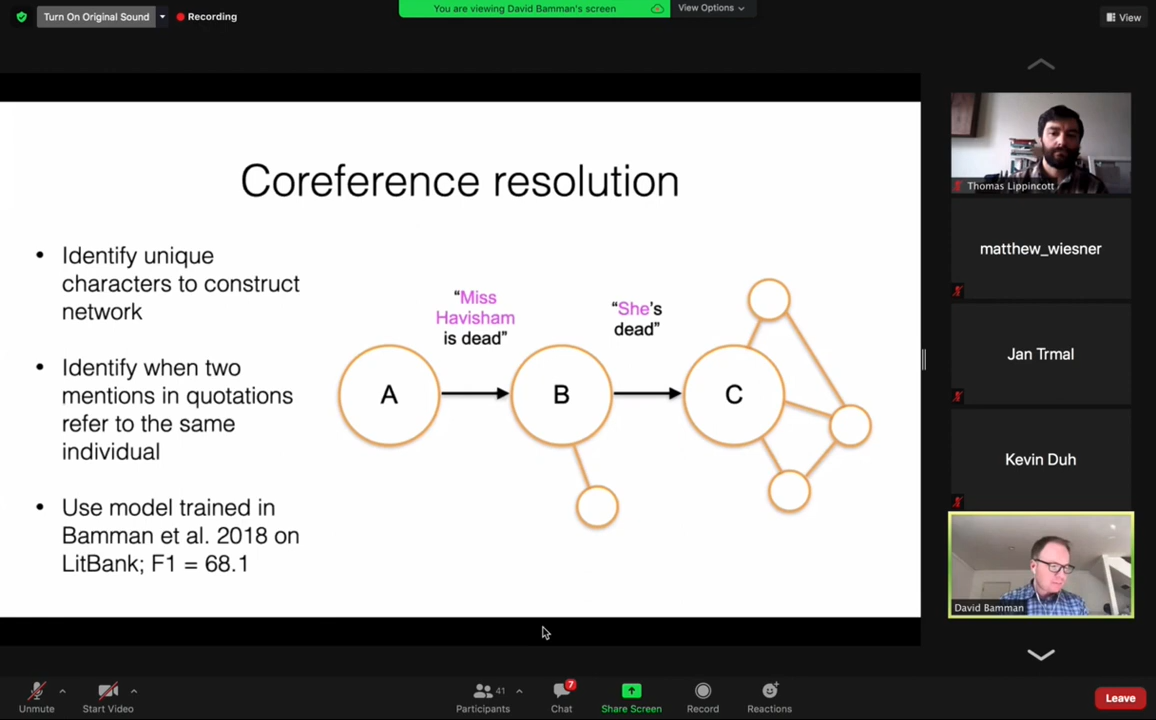 Turn On Original Sound
Recording
You are viewing David Bamman's screen
View Options
View
Coreference resolution
• Identify unique
characters to construct
network
• Identify when two
mentions in quotations
refer to the same
individual
• Use model trained in
Bamman et al. 2018 on
LitBank; F1 = 68.1
“Miss
Havisham
is dead”
“She’s
dead”
A
B
C
Thomas Lippincott
matthew_wiesner
Jan Trmal
Kevin Duh
David Bamman
Unmute
Start Video
41
Participants
7
Chat
Share Screen
Record
Reactions
Leave